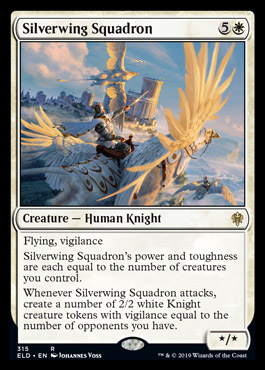 Silverwing Squadron 5
Creature — Human Knight
Flying, vigilance
Silverwing Squadron's power and toughness
are each equal to the number of creatures
you control.
Whenever Silverwing Squadron attacks,
create a number of 2/2 white Knight
creature tokens with vigilance equal to the
number of opponents you have.
*/*
315 R
ELD • EN Johannes Voss
™ & © 2019 Wizards of the Coast